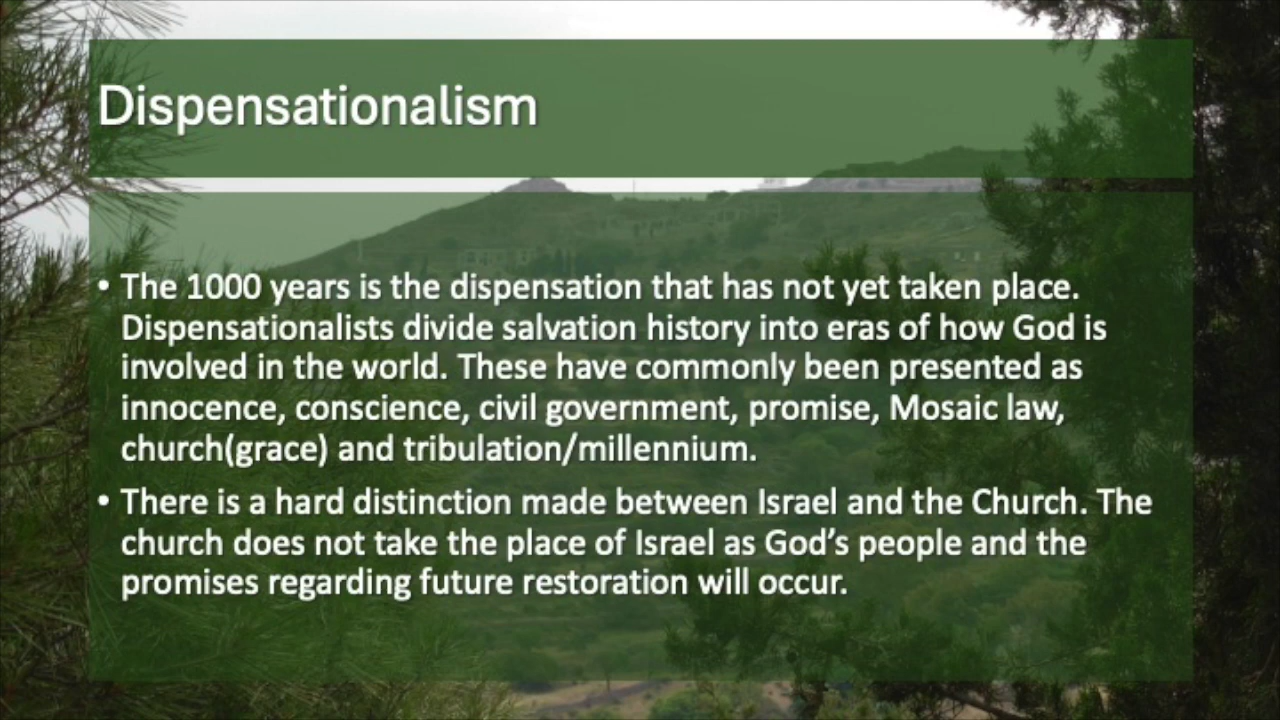 Dispensationalism
• The 1000 years is the dispensation that has not yet taken place.
Dispensationalists divide salvation history into eras of how God is
involved in the world. These have commonly been presented as
innocence, conscience, civil government, promise, Mosaic law,
church(grace) and tribulation/millennium.
• There is a hard distinction made between Israel and the Church. The
church does not take the place of Israel as God’s people and the
promises regarding future restoration will occur.